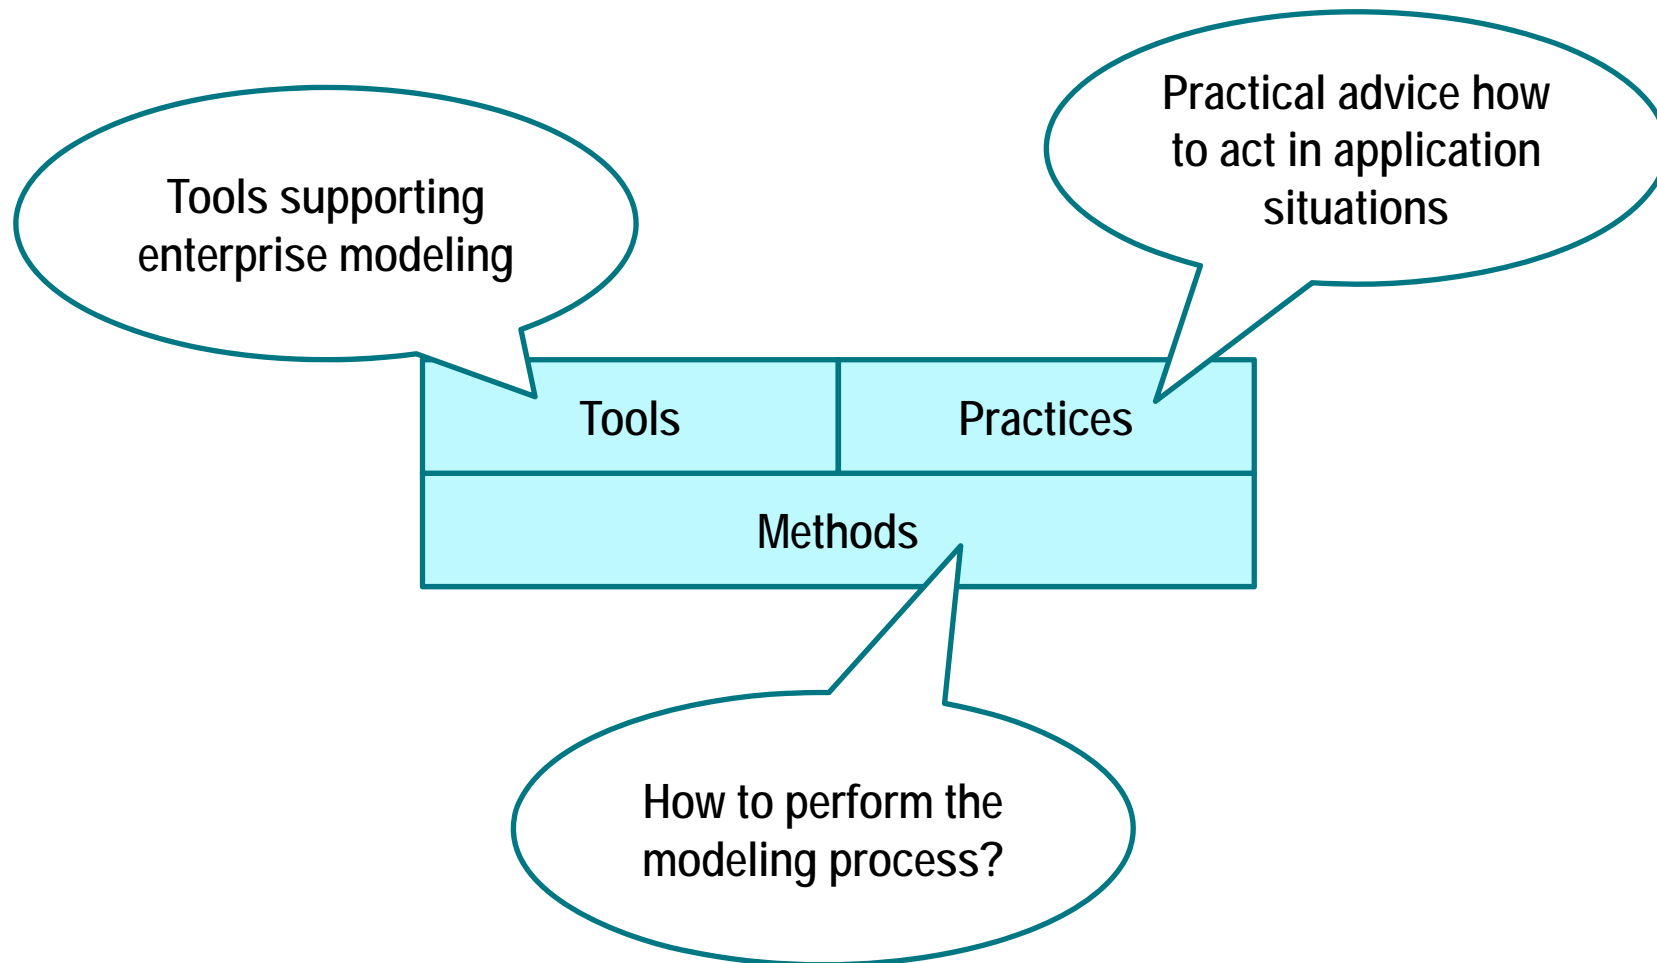 Practical advice how
to act in application
situations
Tools supporting
enterprise modeling
Tools
Practices
Methods
How to perform the
modeling process?